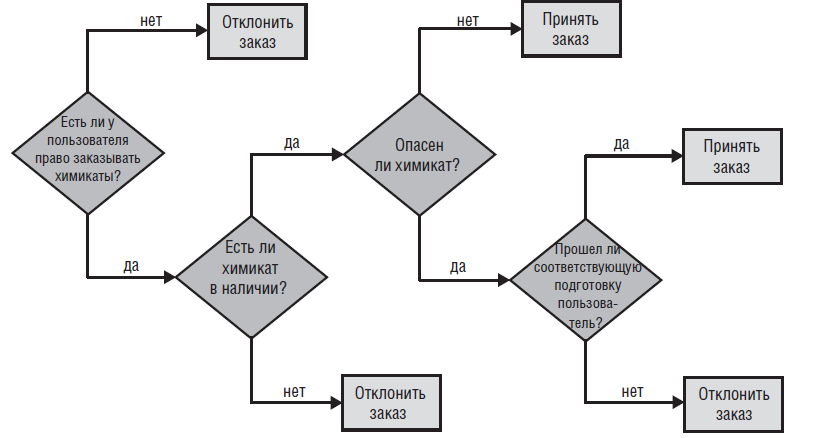 нет
Отклонить
заказ
Есть ли у
пользователя
право заказывать
химикаты?
да
Есть ли
химикат
в наличии?
нет
Отклонить
заказ
да
Опасен
ли химикат?
нет
Принять
заказ
да
Прошел ли
соответствующую
подготовку
пользова-
тель?
да
Принять
заказ
нет
Отклонить
заказ